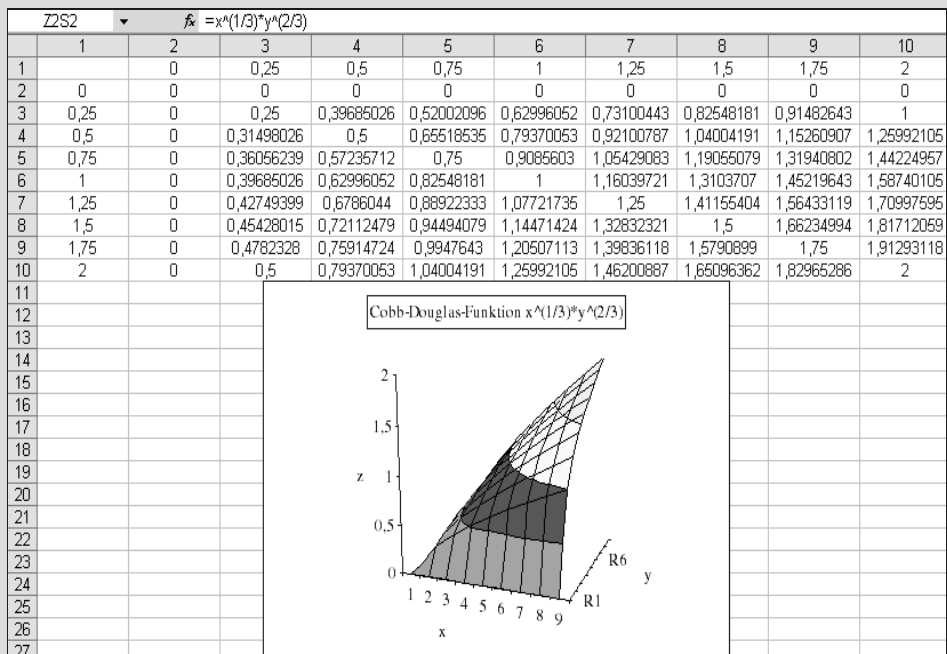 Z2S2 fx =x^(1/3)*y^(2/3)
1 2 3 4 5 6 7 8 9 10
1 0 0,25 0,5 0,75 1 1,25 1,5 1,75 2
2 0 0 0 0 0 0 0 0 0 0
3 0,25 0 0,25 0,39685026 0,52002096 0,62996052 0,73100443 0,82548181 0,91482643 1
4 0,5 0 0,31498026 0,5 0,65518535 0,79370053 0,92100787 1,04004191 1,15260907 1,25992105
5 0,75 0 0,36056239 0,57235712 0,75 0,9085603 1,05429083 1,19055079 1,31940802 1,44224957
6 1 0 0,39685026 0,62996052 0,82548181 1 1,16039721 1,3103707 1,45219643 1,58740105
7 1,25 0 0,42749399 0,6786044 0,88922333 1,07721735 1,25 1,41155404 1,56433119 1,70997595
8 1,5 0 0,45428015 0,72112479 0,94494079 1,14471424 1,32832321 1,5 1,66234994 1,81712059
9 1,75 0 0,4782328 0,75914724 0,9947643 1,20507113 1,39836118 1,5790899 1,75 1,91293118
10 2 0 0,5 0,79370053 1,04004191 1,25992105 1,46200887 1,65096362 1,82965286 2
11
12
13
14
15
16
17
18
19
20
21
22
23
24
25
26
27
Cobb-Douglas-Funktion x^(1/3)*y^(2/3)
2
1,5
z 1
0,5
0
1 2 3 4 5 6 7 8 9
x
R1
R6
y